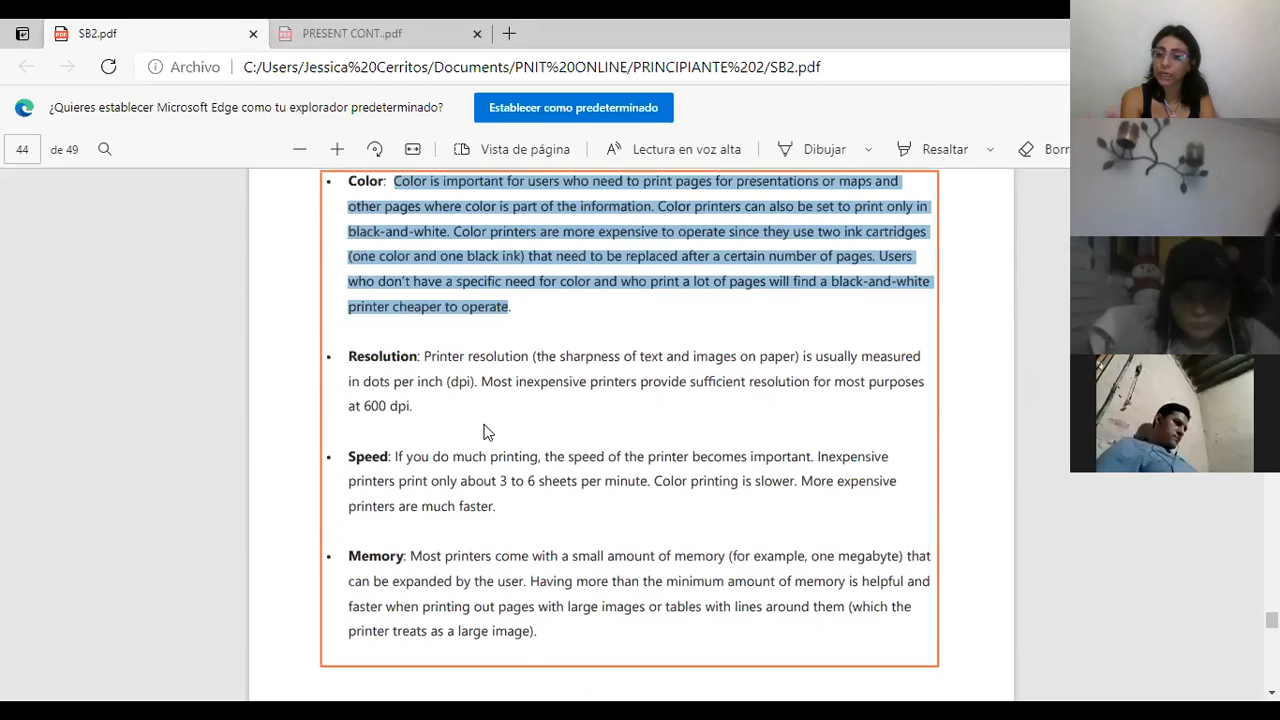 SB2.pdf
PRESENT CONT..pdf
Archivo
C:/Users/Jessica%20Cerritos/Documents/PNIT%20ONLINE/PRINCIPIANTE%202/SB2.pdf
¿Quieres establecer Microsoft Edge como tu explorador predeterminado?
Establecer como predeterminado
44
de 49
Vista de página
Lectura en voz alta
Dibujar
Resaltar
Borr
• Color: Color is important for users who need to print pages for presentations or maps and
other pages where color is part of the information. Color printers can also be set to print only in
black-and-white. Color printers are more expensive to operate since they use two ink cartridges
(one color and one black ink) that need to be replaced after a certain number of pages. Users
who don't have a specific need for color and who print a lot of pages will find a black-and-white
printer cheaper to operate.
• Resolution: Printer resolution (the sharpness of text and images on paper) is usually measured
in dots per inch (dpi). Most inexpensive printers provide sufficient resolution for most purposes
at 600 dpi.
• Speed: If you do much printing, the speed of the printer becomes important. Inexpensive
printers print only about 3 to 6 sheets per minute. Color printing is slower. More expensive
printers are much faster.
• Memory: Most printers come with a small amount of memory (for example, one megabyte) that
can be expanded by the user. Having more than the minimum amount of memory is helpful and
faster when printing out pages with large images or tables with lines around them (which the
printer treats as a large image).